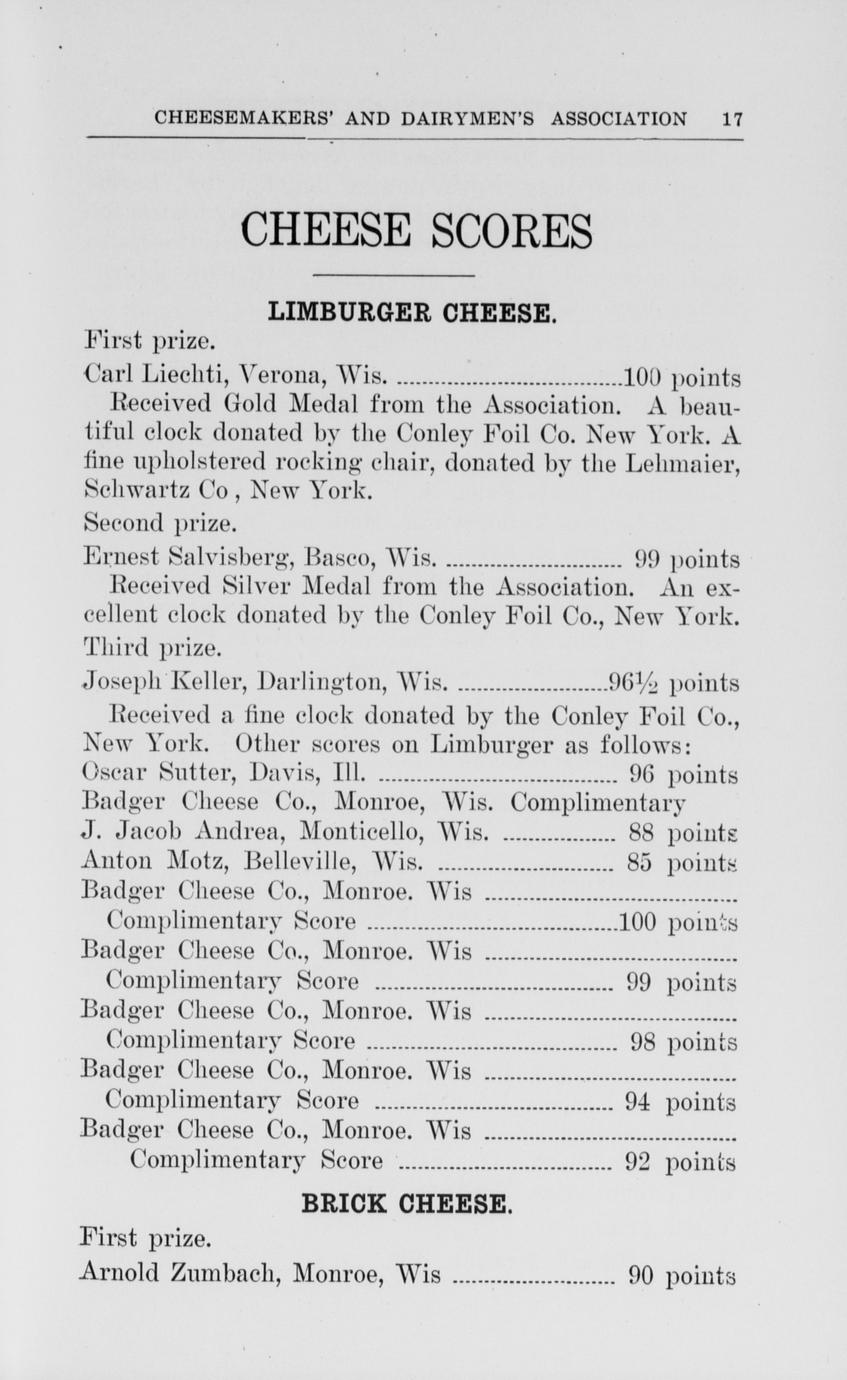 CHEESEMAKERS' AND DAIRYMEN'S ASSOCIATION 17
CHEESE SCORES
LIMBURGER CHEESE.
First prize.
Carl Liechti, Verona, Wis. ....................................100 points
Received Gold Medal from the Association. A beau-
tiful clock donated by the Conley Foil Co. New York. A
fine upholstered rocking chair, donated by the Lehmaier,
Schwartz Co , New York.
Second prize.
Ernest Salvisberg, Basco, Wis. ............................ 99 points
Received Silver Medal from the Association. An ex-
cellent clock donated by the Conley Foil Co., New York.
Third prize.
Joseph Keller, Darlington, Wis. ........................96½ points
Received a fine clock donated by the Conley Foil Co.,
New York. Other scores on Limburger as follows:
Oscar Sutter, Davis, Ill. ...................................... 96 points
Badger Cheese Co., Monroe, Wis. Complimentary
J. Jacob Andrea, Monticello, Wis. .................. 88 points
Anton Motz, Belleville, Wis. ............................ 85 points
Badger Cheese Co., Monroe. Wis ........................................
Complimentary Score ........................................100 points
Badger Cheese Co., Monroe. Wis ........................................
Complimentary Score ...................................... 99 points
Badger Cheese Co., Monroe. Wis ........................................
Complimentary Score ........................................ 98 points
Badger Cheese Co., Monroe. Wis ........................................
Complimentary Score ...................................... 94 points
Badger Cheese Co., Monroe. Wis ........................................
Complimentary Score .................................. 92 points
BRICK CHEESE.
First prize.
Arnold Zumbach, Monroe, Wis .......................... 90 points